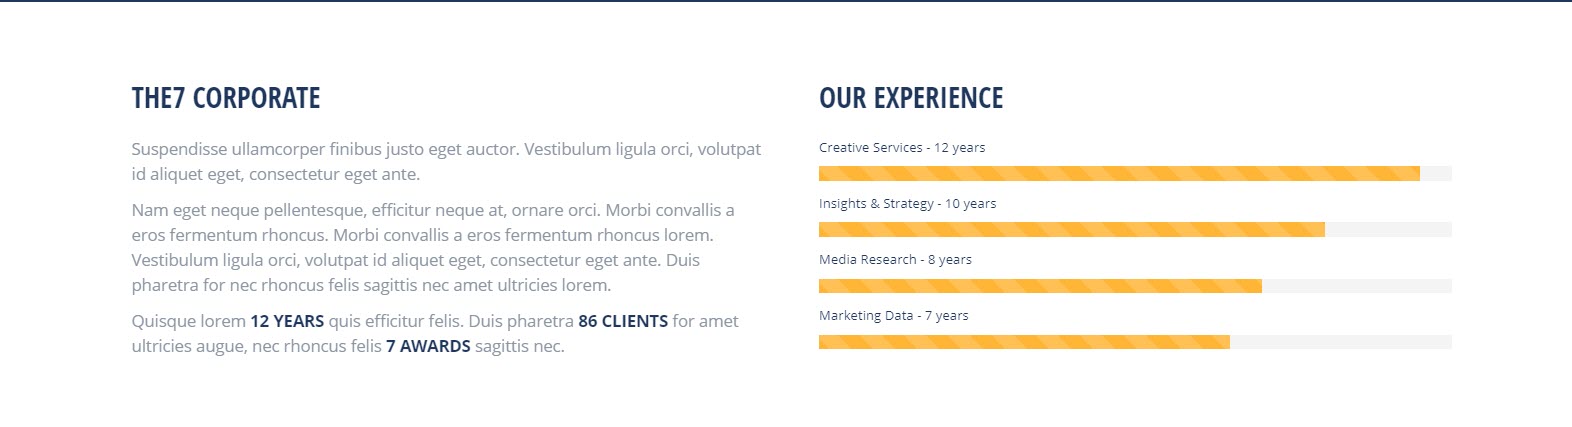 THE7 CORPORATE
Suspendisse ullamcorper finibus justo eget auctor. Vestibulum ligula orci, volutpat
id aliquet eget, consectetur eget ante.
Nam eget neque pellentesque, efficitur neque at, ornare orci. Morbi convallis a
eros fermentum rhoncus. Morbi convallis a eros fermentum rhoncus lorem.
Vestibulum ligula orci, volutpat id aliquet eget, consectetur eget ante. Duis
pharetra for nec rhoncus felis sagittis nec amet ultricies lorem.
Quisque lorem 12 YEARS quis efficitur felis. Duis pharetra 86 CLIENTS for amet
ultricies augue, nec rhoncus felis 7 AWARDS sagittis nec.
OUR EXPERIENCE
Creative Services - 12 years
Insights & Strategy - 10 years
Media Research - 8 years
Marketing Data - 7 years